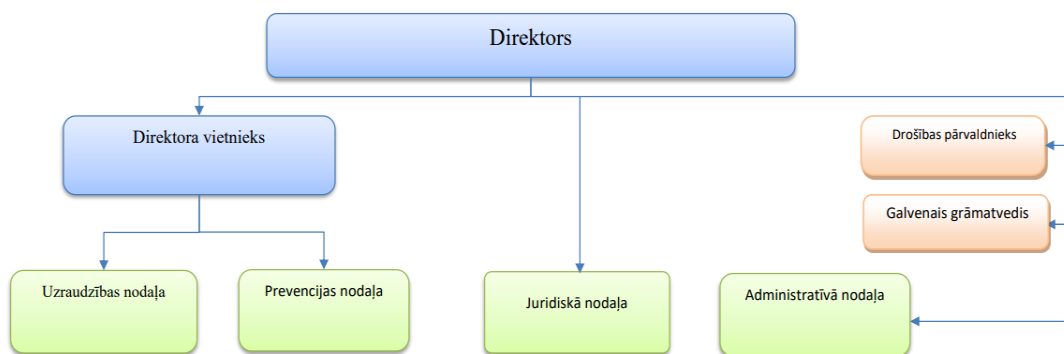 Direktors
Direktora vietnieks
Drošības pārvaldnieks
Galvenais grāmatvedis
Uzraudzības nodaļa
Prevencijas nodaļa
Juridiskā nodaļa
Administratīvā nodaļa